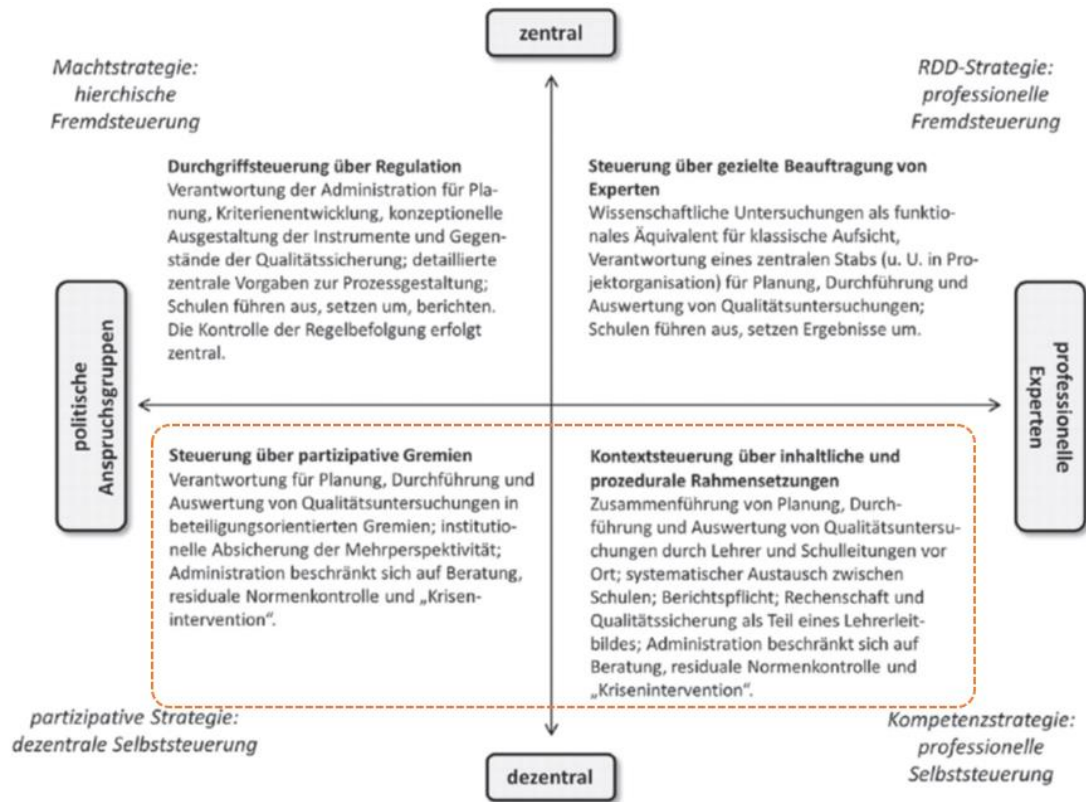 zentral
Machtstrategie:
hierchische
Fremdsteuerung
RDD-Strategie:
professionelle
Fremdsteuerung
Durchgriffsteuerung über Regulation
Verantwortung der Administration für Pla-
nung, Kriterienentwicklung, konzeptionelle
Ausgestaltung der Instrumente und Gegen-
stände der Qualitätssicherung; detaillierte
zentrale Vorgaben zur Prozessgestaltung;
Schulen führen aus, setzen um, berichten.
Die Kontrolle der Regelbefolgung erfolgt
zentral.
Steuerung über gezielte Beauftragung von
Experten
Wissenschaftliche Untersuchungen als funktio-
nales Äquivalent für klassische Aufsicht,
Verantwortung eines zentralen Stabs (u. U. in Pro-
jektorganisation) für Planung, Durchführung und
Auswertung von Qualitätsuntersuchungen;
Schulen führen aus, setzen Ergebnisse um.
politische
Anspruchsgruppen
professionelle
Experten
Steuerung über partizipative Gremien
Verantwortung für Planung, Durchführung und
Auswertung von Qualitätsuntersuchungen in
beteiligungsorientierten Gremien; institutio-
nelle Absicherung der Mehrperspektivität;
Administration beschränkt sich auf Beratung,
residuale Normenkontrolle und „Krisen-
intervention“.
Kontextsteuerung über inhaltliche und
prozedurale Rahmensetzungen
Zusammenführung von Planung, Durch-
führung und Auswertung von Qualitätsuntersu-
chungen durch Lehrer und Schulleitungen vor
Ort; systematischer Austausch zwischen
Schulen; Berichtspflicht; Rechenschaft und
Qualitätssicherung als Teil eines Lehrerleit-
bildes; Administration beschränkt sich auf
Beratung, residuale Normenkontrolle und
„Krisenintervention“.
partizipative Strategie:
dezentrale Selbststeuerung
Kompetenzstrategie:
professionelle
Selbststeuerung
dezentral